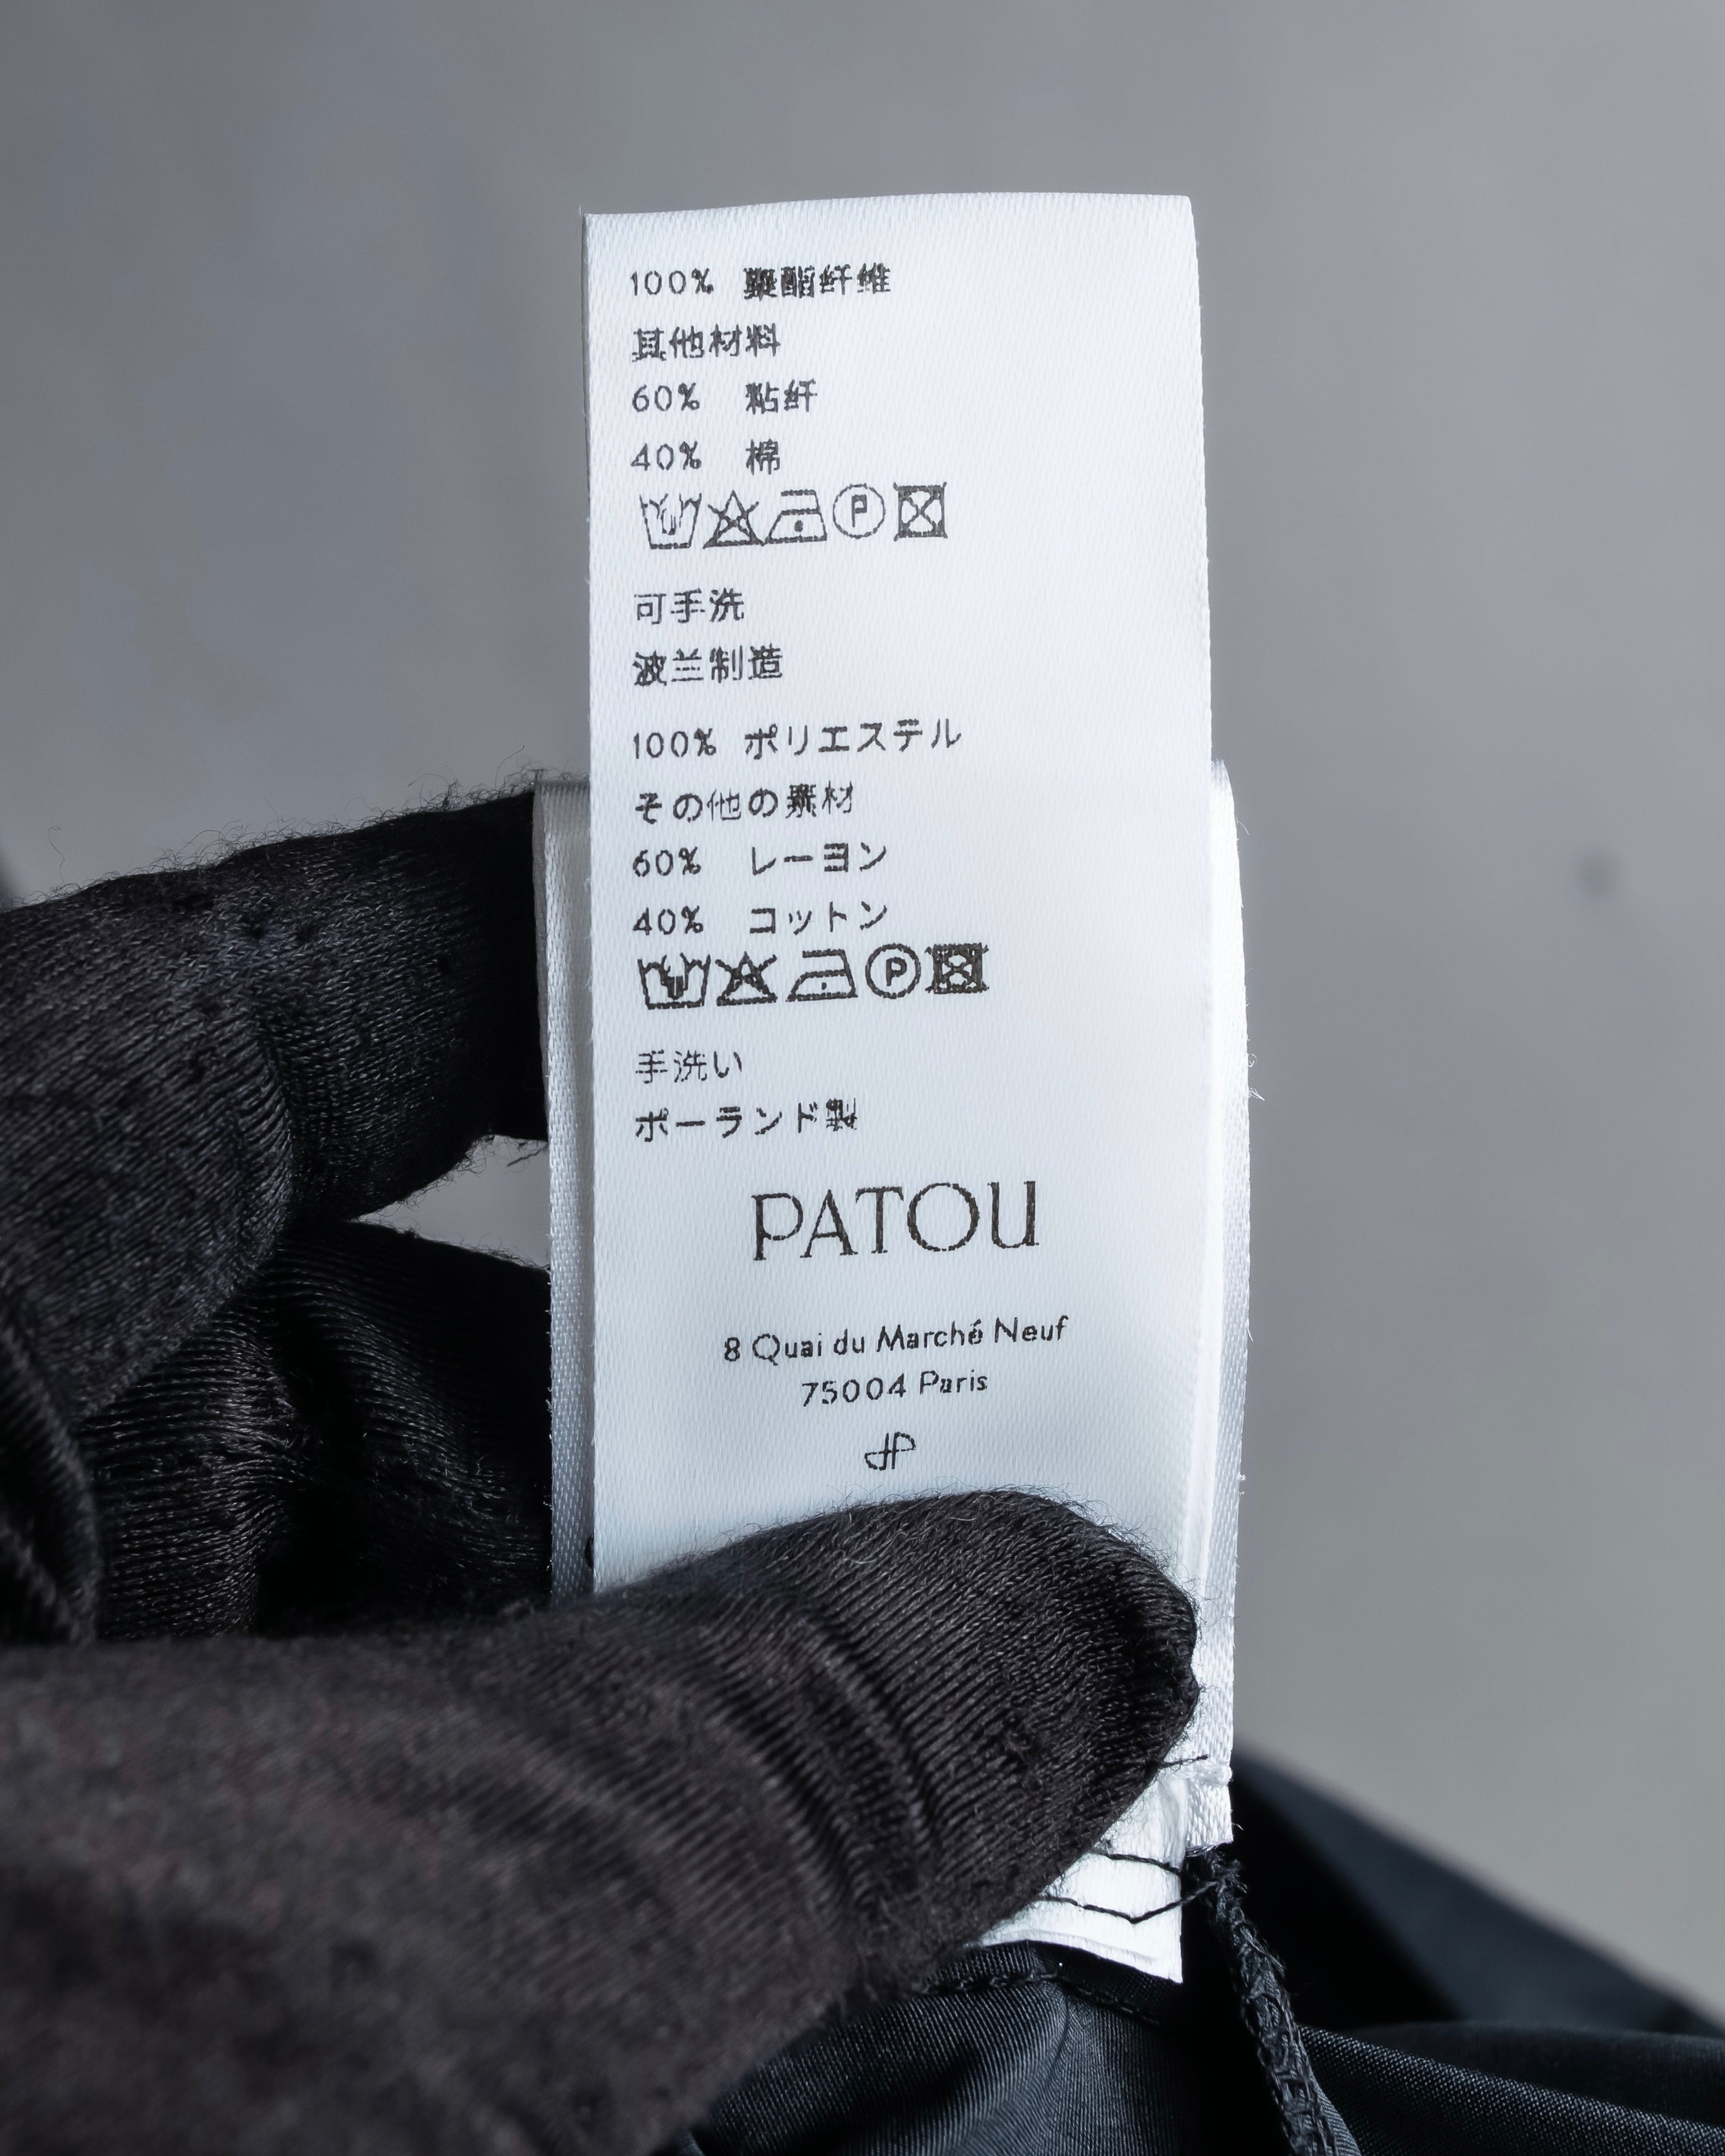 100% 聚酯纤维
其他材料
60% 粘纤
40% 棉
P
可手洗
波兰制造
100% ポリエステル
その他の素材
60% レーヨン
40% コットン
P
手洗い
ポーランド製
PATOU
8 Quai du Marché Neuf
75004 Paris
JP